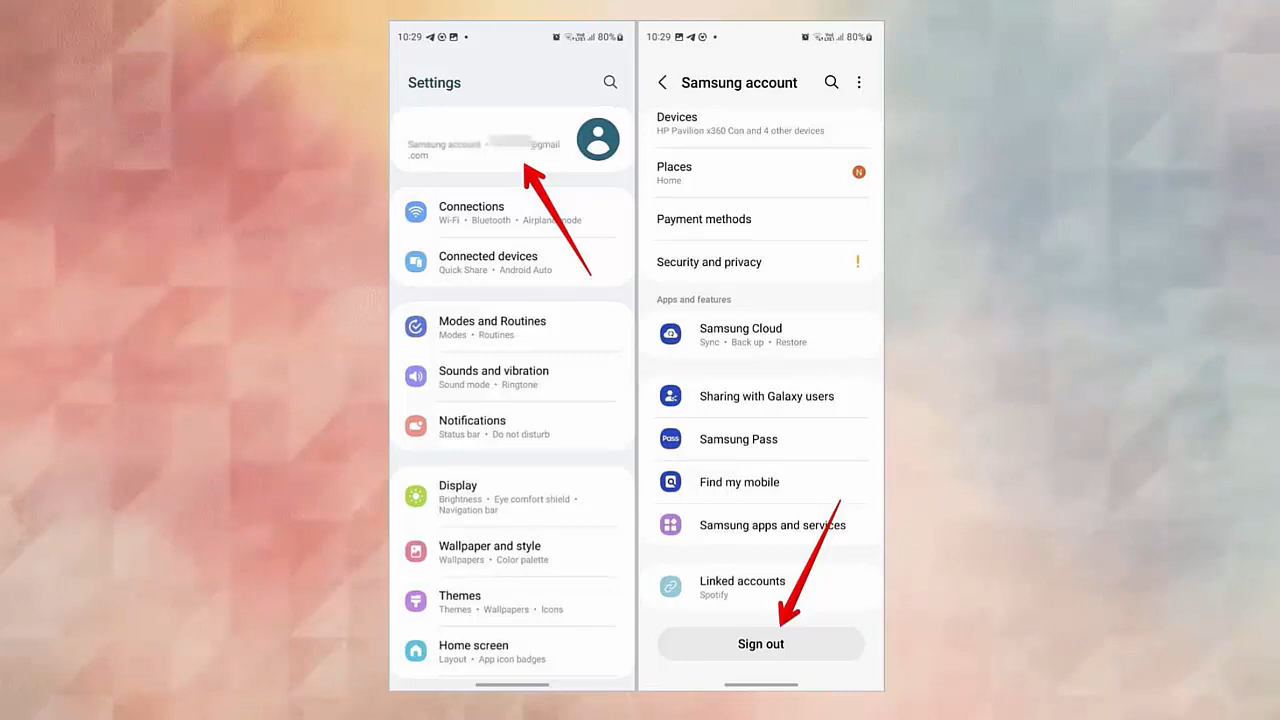 10:29
80%
Settings
Samsung account • @gmail
.com
Connections
Wi-Fi • Bluetooth • Airplane mode
Connected devices
Quick Share • Android Auto
Modes and Routines
Modes • Routines
Sounds and vibration
Sound mode • Ringtone
Notifications
Status bar • Do not disturb
Display
Brightness • Eye comfort shield •
Navigation bar
Wallpaper and style
Wallpapers • Color palette
Themes
Themes • Wallpapers • Icons
Home screen
Layout • App icon badges
10:29
80%
Samsung account
Devices
HP Pavilion x360 Con and 4 other devices
Places
Home
N
Payment methods
Security and privacy
!
Apps and features
Samsung Cloud
Sync • Back up • Restore
Sharing with Galaxy users
Pass
Samsung Pass
Find my mobile
Samsung apps and services
Linked accounts
Spotify
Sign out